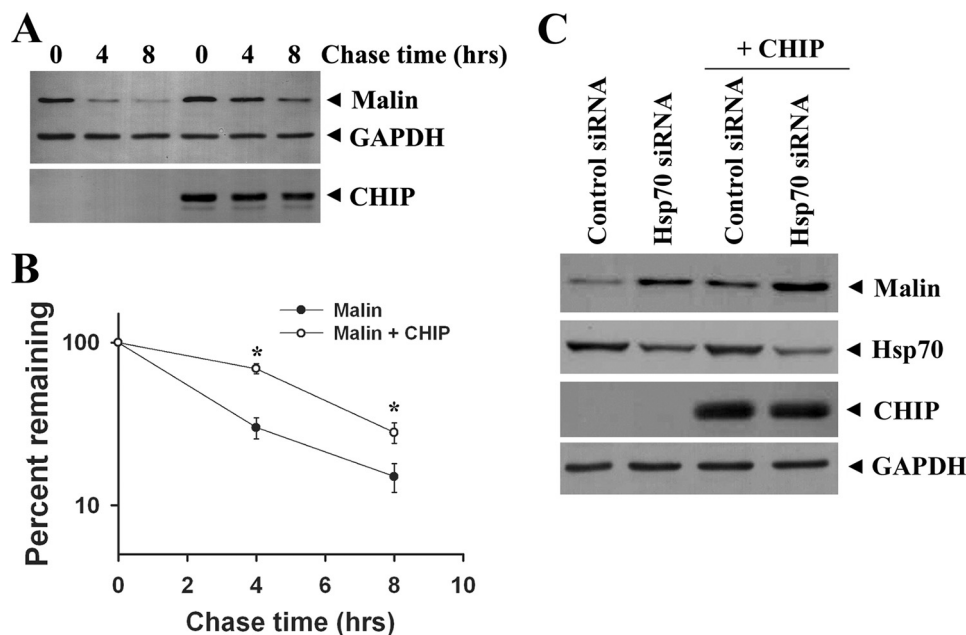 A
0 4 8 0 4 8 Chase time (hrs)
Malin
GAPDH
CHIP
B
Malin
Malin + CHIP
100
*
*
10
Percent remaining
0 2 4 6 8 10
Chase time (hrs)
C
+ CHIP
Control siRNA
Hsp70 siRNA
Control siRNA
Hsp70 siRNA
Malin
Hsp70
CHIP
GAPDH